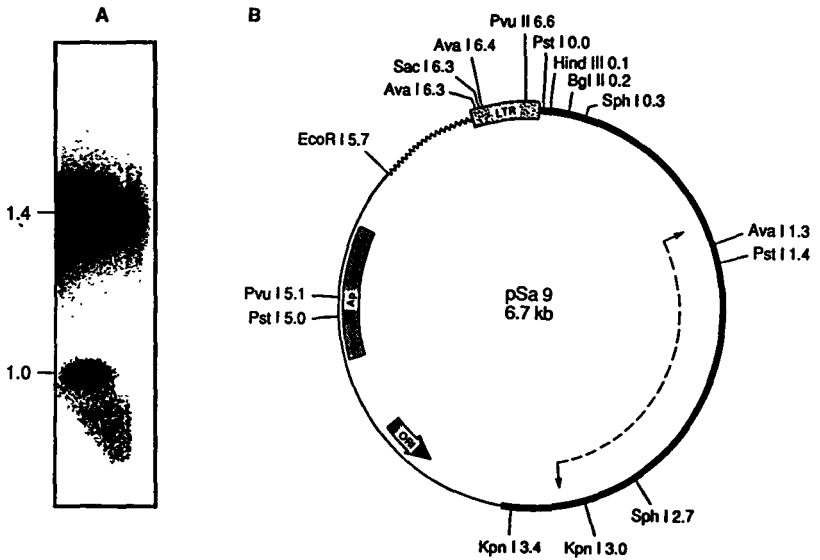 A
1.4
1.0
B
Pvu II 6.6
Ava I 6.4
Pst I 0.0
Sac I 6.3
Hind III 0.1
Ava I 6.3
Bgl II 0.2
Sph I 0.3
LTR
EcoR I 5.7
Ava I 1.3
Pst I 1.4
Pvu I 5.1
Ap
Pst I 5.0
pSa 9
6.7 kb
ORI
Sph I 2.7
Kpn I 3.4
Kpn I 3.0